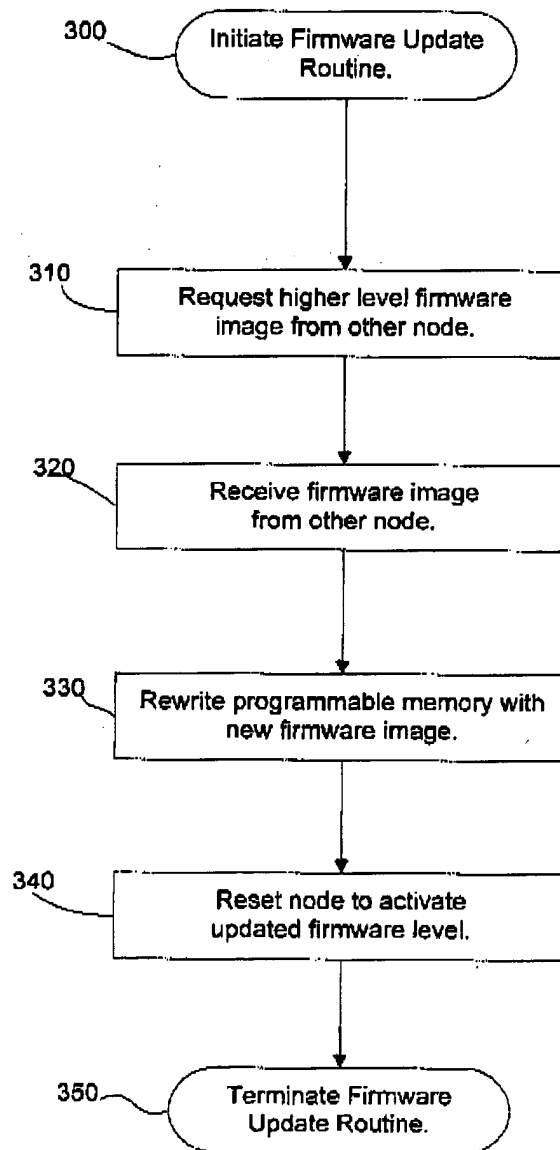 300
Initiate Firmware Update
Routine.
310
Request higher level firmware
image from other node.
320
Receive firmware image
from other node.
330
Rewrite programmable memory with
new firmware image.
340
Reset node to activate
updated firmware level.
350
Terminate Firmware
Update Routine.